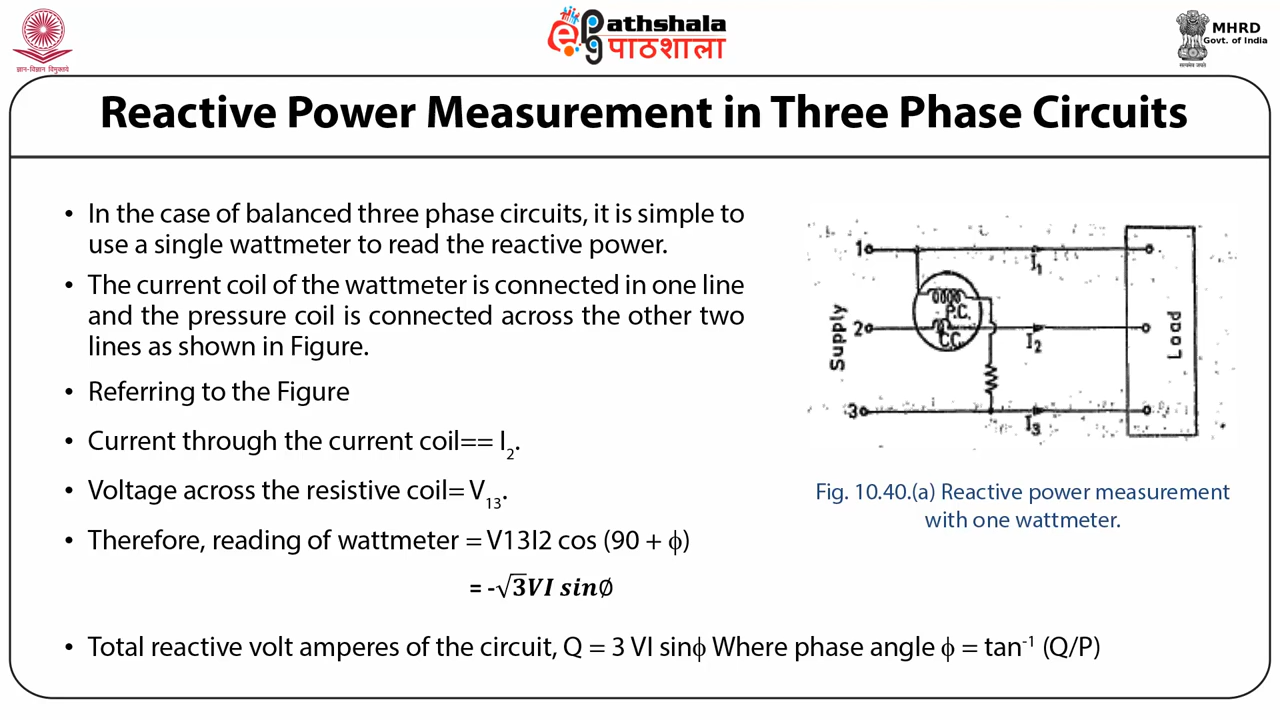 ज्ञान-विज्ञान विमुक्तये
ePathshala
पाठशाला
MHRD
Govt. of India
सत्यमेव जयते
Reactive Power Measurement in Three Phase Circuits
• In the case of balanced three phase circuits, it is simple to
use a single wattmeter to read the reactive power.
• The current coil of the wattmeter is connected in one line
and the pressure coil is connected across the other two
lines as shown in Figure.
• Referring to the Figure
• Current through the current coil== I₂.
• Voltage across the resistive coil= V₁₃.
• Therefore, reading of wattmeter = V13I2 cos (90 + ϕ)
= -√3VI sin∅
• Total reactive volt amperes of the circuit, Q = 3 VI sinϕ Where phase angle ϕ = tan⁻¹ (Q/P)
1
I₁
P.C.
Supply
2
C.C.
I₂
Load
3
I₃
Fig. 10.40.(a) Reactive power measurement
with one wattmeter.